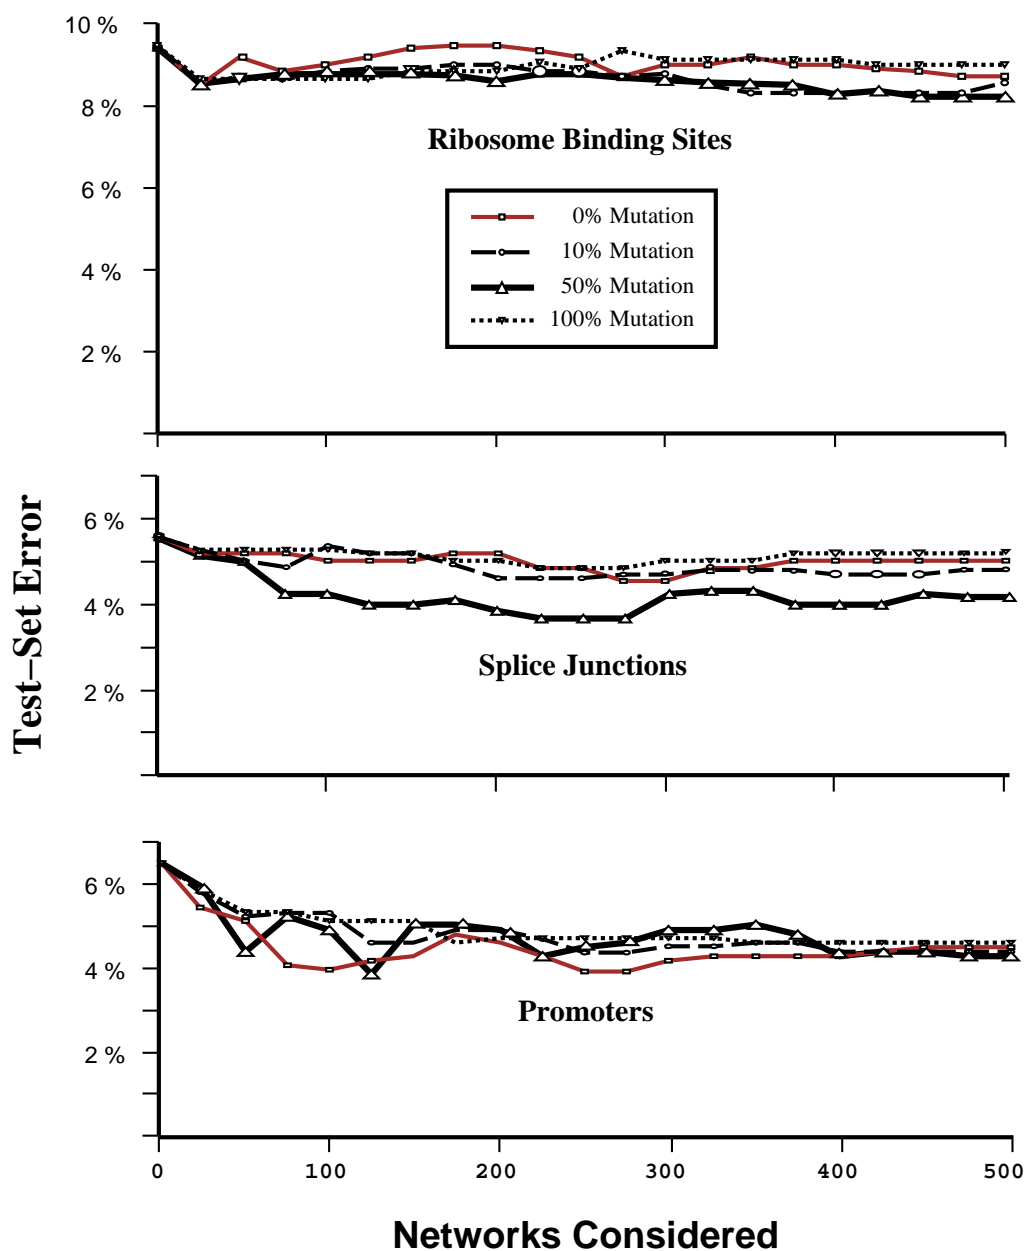 10 %
8 %
6 %
4 %
2 %
Ribosome Binding Sites
0% Mutation
10% Mutation
50% Mutation
100% Mutation
Test–Set Error
6 %
4 %
2 %
Splice Junctions
6 %
4 %
2 %
Promoters
0 100 200 300 400 500
Networks Considered